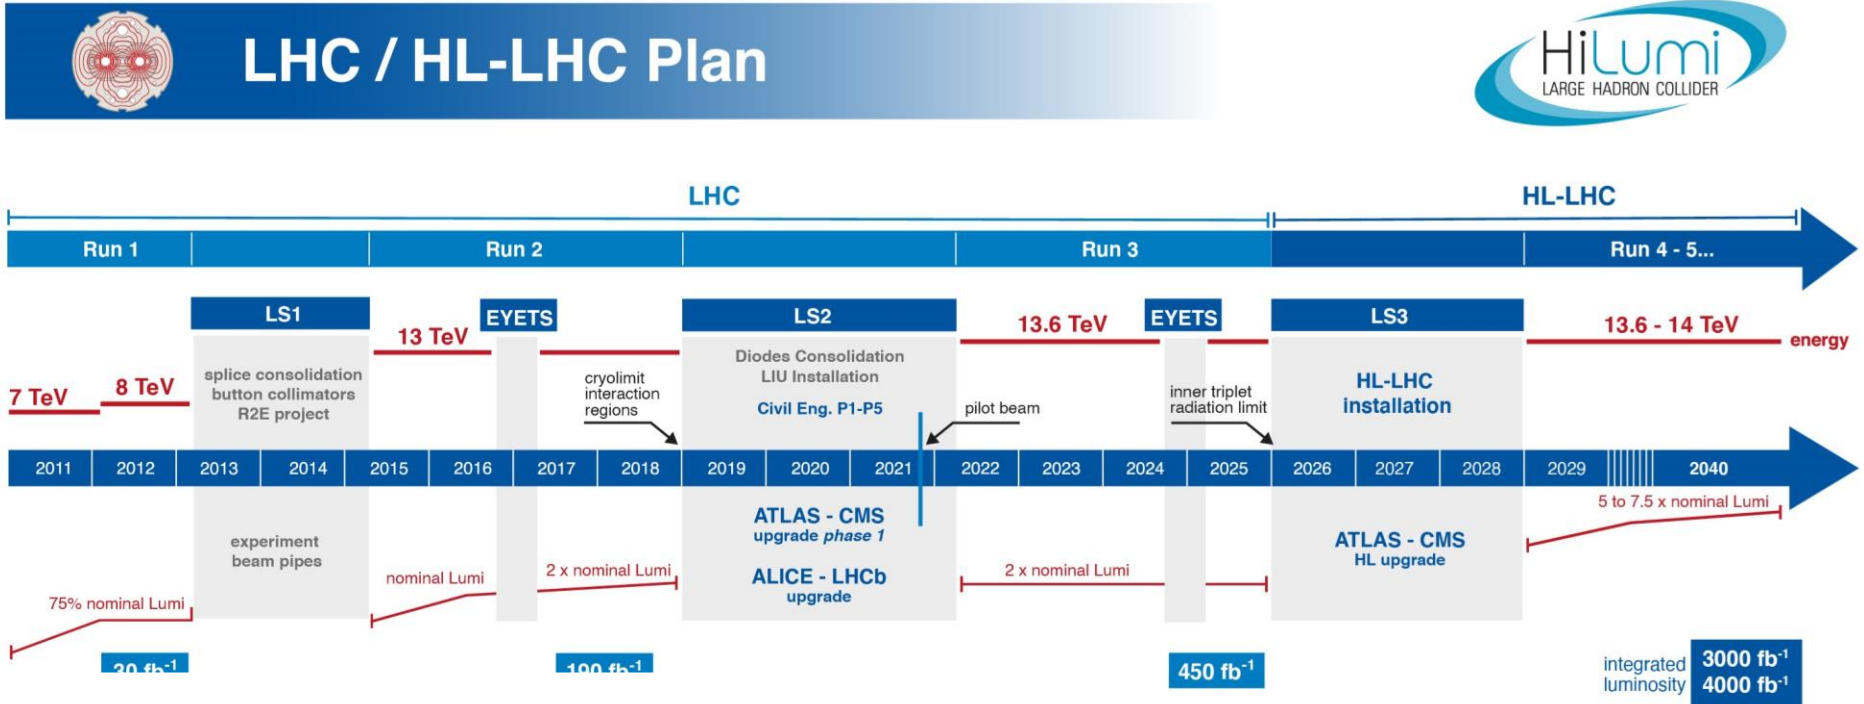 LHC / HL-LHC Plan
HiLumi
LARGE HADRON COLLIDER
LHC
HL-LHC
Run 1
Run 2
Run 3
Run 4 - 5...
LS1
EYETS
LS2
EYETS
LS3
13 TeV
13.6 TeV
13.6 - 14 TeV
energy
7 TeV
8 TeV
splice consolidation
button collimators
R2E project
cryolimit
interaction
regions
Diodes Consolidation
LIU Installation
Civil Eng. P1-P5
pilot beam
inner triplet
radiation limit
HL-LHC
installation
2011
2012
2013
2014
2015
2016
2017
2018
2019
2020
2021
2022
2023
2024
2025
2026
2027
2028
2029
2040
5 to 7.5 x nominal Lumi
experiment
beam pipes
ATLAS - CMS
upgrade phase 1
ALICE - LHCb
upgrade
ATLAS - CMS
HL upgrade
75% nominal Lumi
nominal Lumi
2 x nominal Lumi
2 x nominal Lumi
30 fb⁻¹
190 fb⁻¹
450 fb⁻¹
integrated
luminosity
3000 fb⁻¹
4000 fb⁻¹